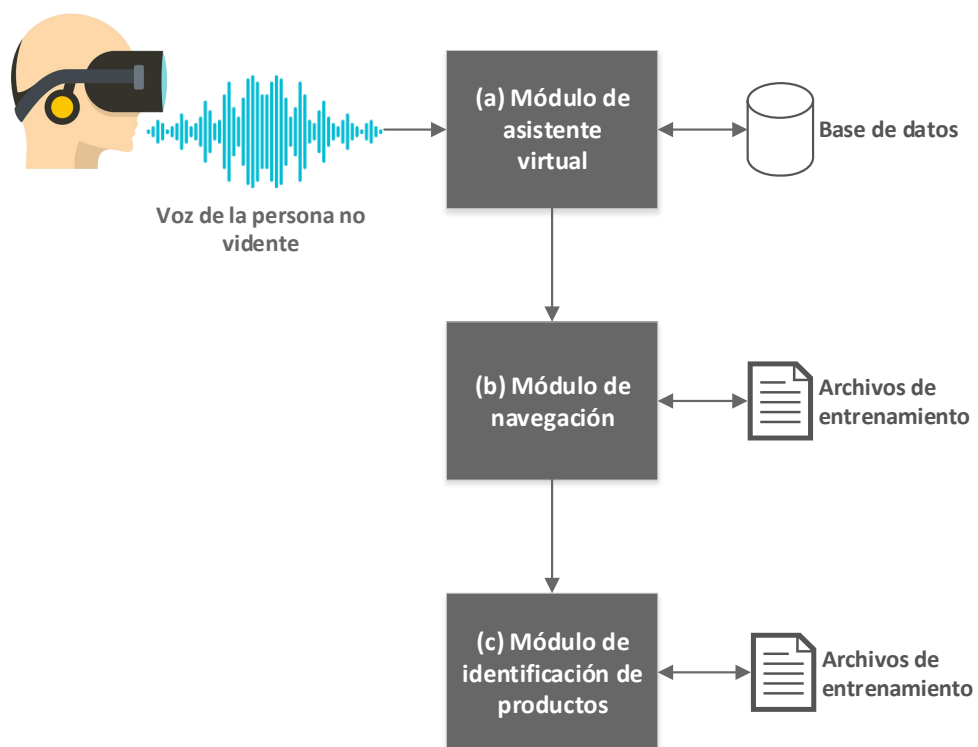 (a) Módulo de
asistente
virtual
Base de datos
Voz de la persona no
vidente
(b) Módulo de
navegación
Archivos de
entrenamiento
(c) Módulo de
identificación de
productos
Archivos de
entrenamiento